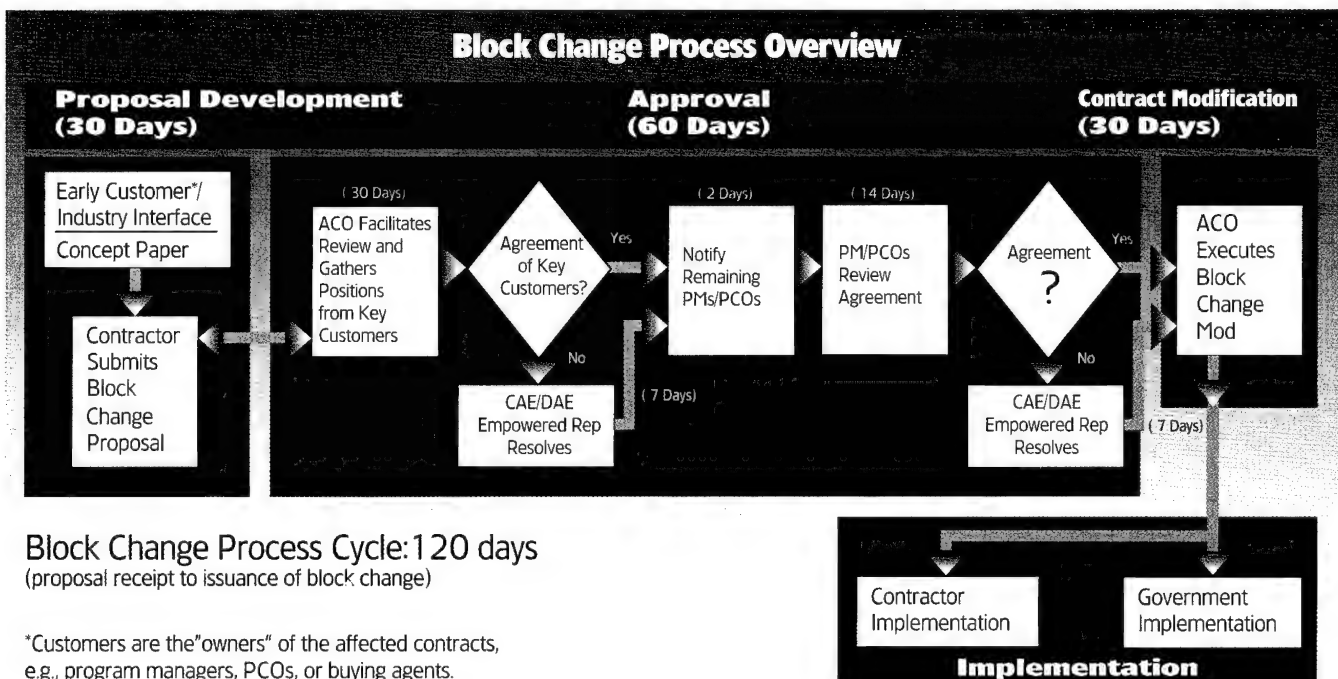 Block Change Process Overview
Proposal Development
(30 Days)
Approval
(60 Days)
Contract Modification
(30 Days)
Early Customer*/
Industry Interface
Concept Paper
Contractor
Submits
Block
Change
Proposal
( 30 Days)
ACO Facilitates
Review and
Gathers
Positions
from Key
Customers
Agreement
of Key
Customers?
Yes
No
CAE/DAE
Empowered Rep
Resolves
( 7 Days)
( 2 Days)
Notify
Remaining
PMs/PCOs
( 14 Days)
PM/PCOs
Review
Agreement
Agreement
?
Yes
No
CAE/DAE
Empowered Rep
Resolves
( 7 Days)
ACO
Executes
Block
Change
Mod
Contractor
Implementation
Government
Implementation
Implementation
Block Change Process Cycle:120 days
(proposal receipt to issuance of block change)
*Customers are the"owners" of the affected contracts,
e.g., program managers, PCOs, or buying agents.